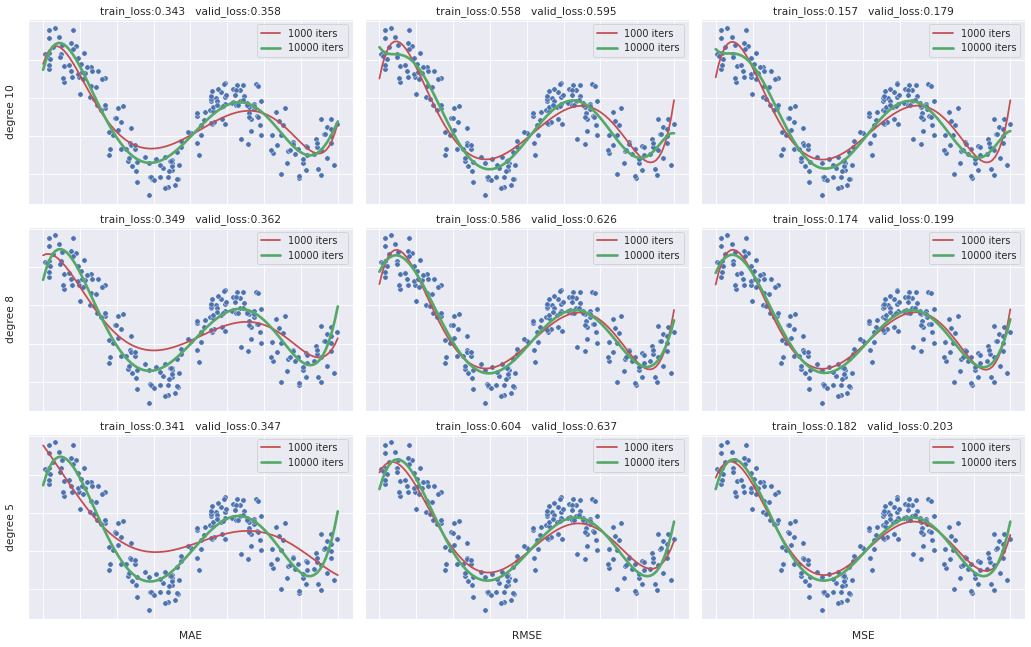 train_loss:0.343 valid_loss:0.358
train_loss:0.558 valid_loss:0.595
train_loss:0.157 valid_loss:0.179
degree 10
1000 iters
10000 iters
1000 iters
10000 iters
1000 iters
10000 iters
train_loss:0.349 valid_loss:0.362
train_loss:0.586 valid_loss:0.626
train_loss:0.174 valid_loss:0.199
degree 8
1000 iters
10000 iters
1000 iters
10000 iters
1000 iters
10000 iters
train_loss:0.341 valid_loss:0.347
train_loss:0.604 valid_loss:0.637
train_loss:0.182 valid_loss:0.203
degree 5
1000 iters
10000 iters
1000 iters
10000 iters
1000 iters
10000 iters
MAE
RMSE
MSE